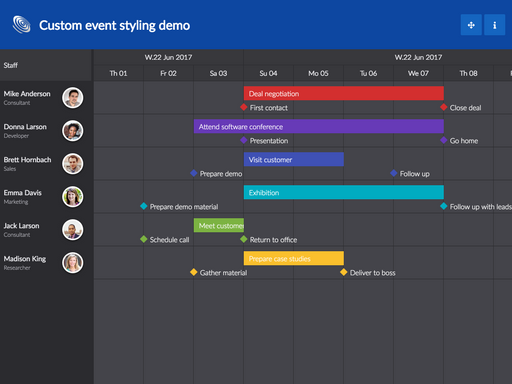 Custom event styling demo
Staff
W.22 Jun 2017
W.22 Jun 2017
Th 01
Fr 02
Sa 03
Su 04
Mo 05
Tu 06
We 07
Th 08
Mike Anderson
Consultant
Deal negotiation
First contact
Close deal
Donna Larson
Developer
Attend software conference
Presentation
Go home
Brett Hornbach
Sales
Visit customer
Prepare demo
Follow up
Emma Davis
Marketing
Exhibition
Prepare demo material
Follow up with leads
Jack Larson
Consultant
Meet customer
Schedule call
Return to office
Madison King
Researcher
Prepare case studies
Gather material
Deliver to boss